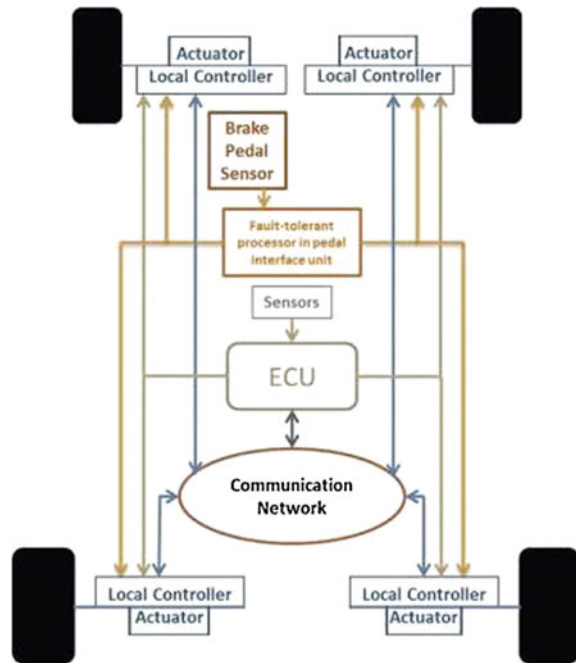 Actuator
Local Controller
Actuator
Local Controller
Brake
Pedal
Sensor
Fault-tolerant
processor in pedal
interface unit
Sensors
ECU
Communication
Network
Local Controller
Actuator
Local Controller
Actuator